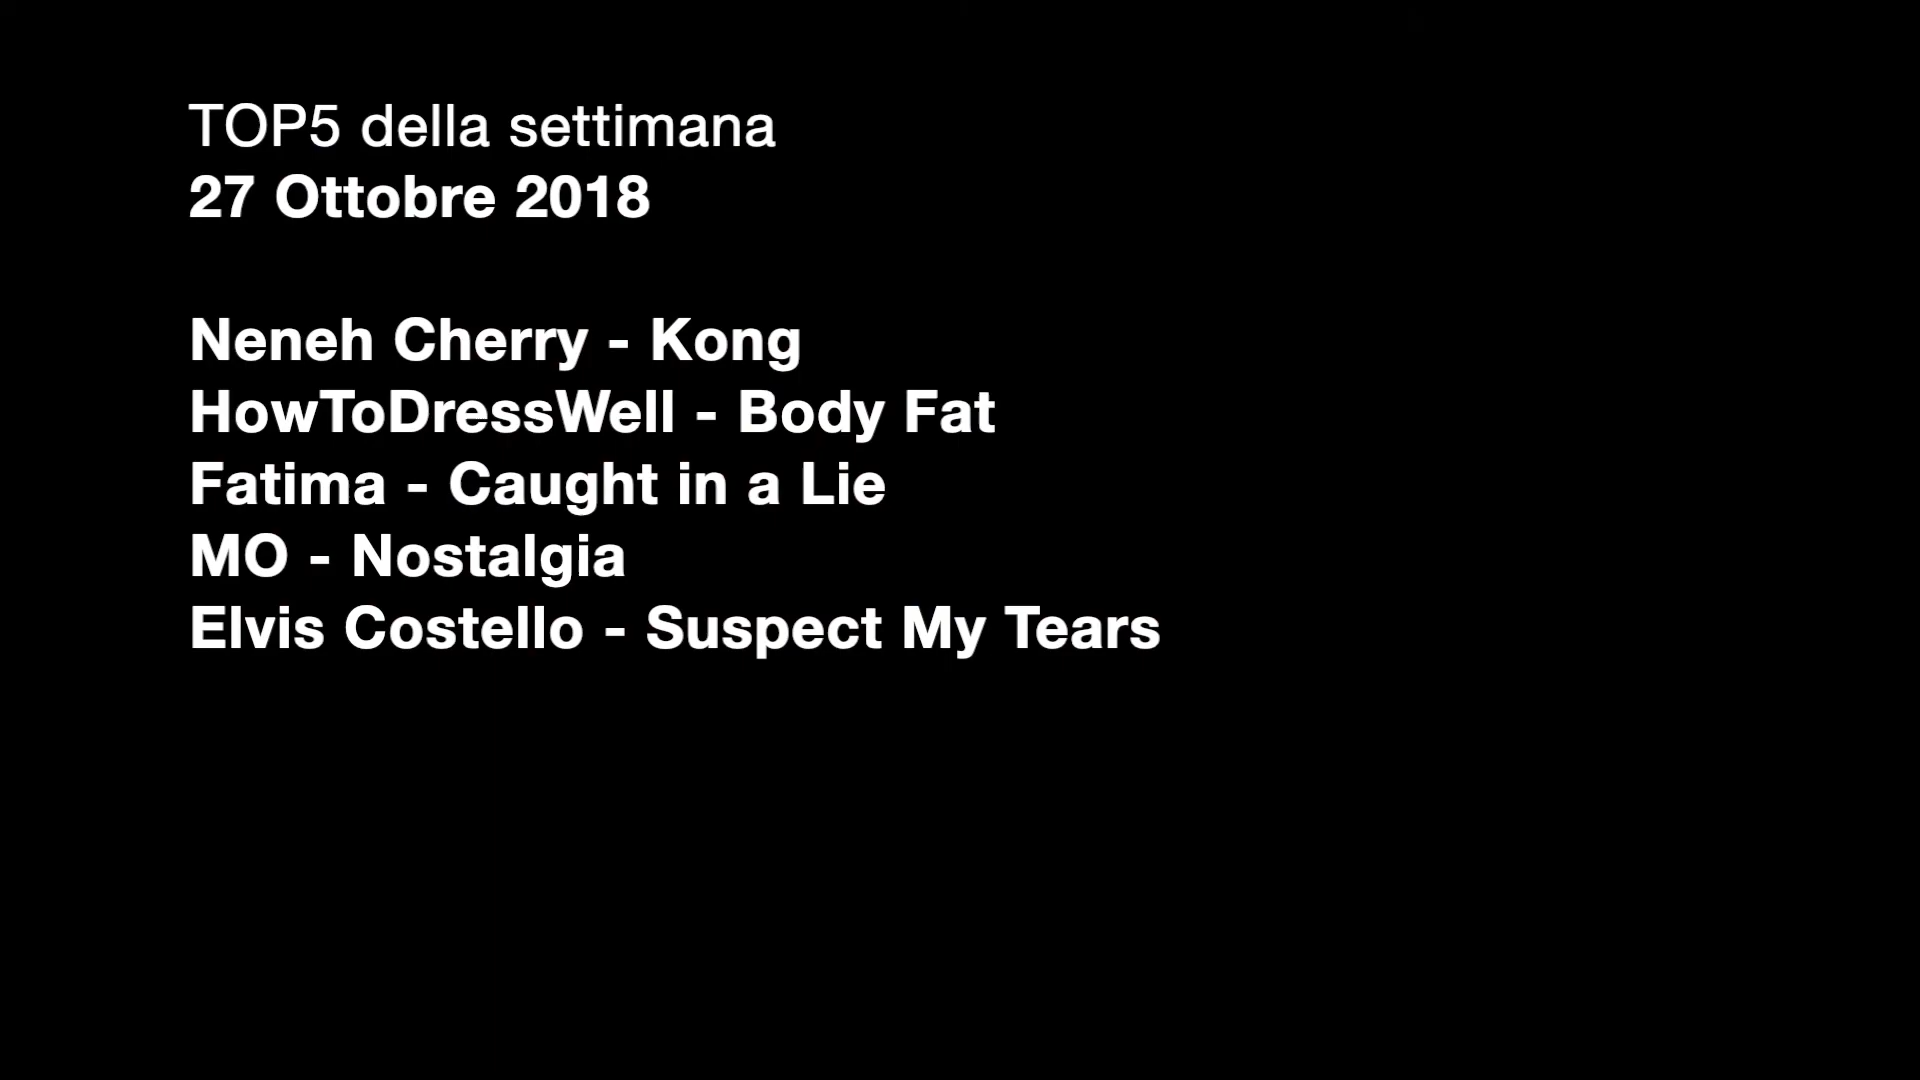 TOP5 della settimana
27 Ottobre 2018
Neneh Cherry - Kong
HowToDressWell - Body Fat
Fatima - Caught in a Lie
MO - Nostalgia
Elvis Costello - Suspect My Tears